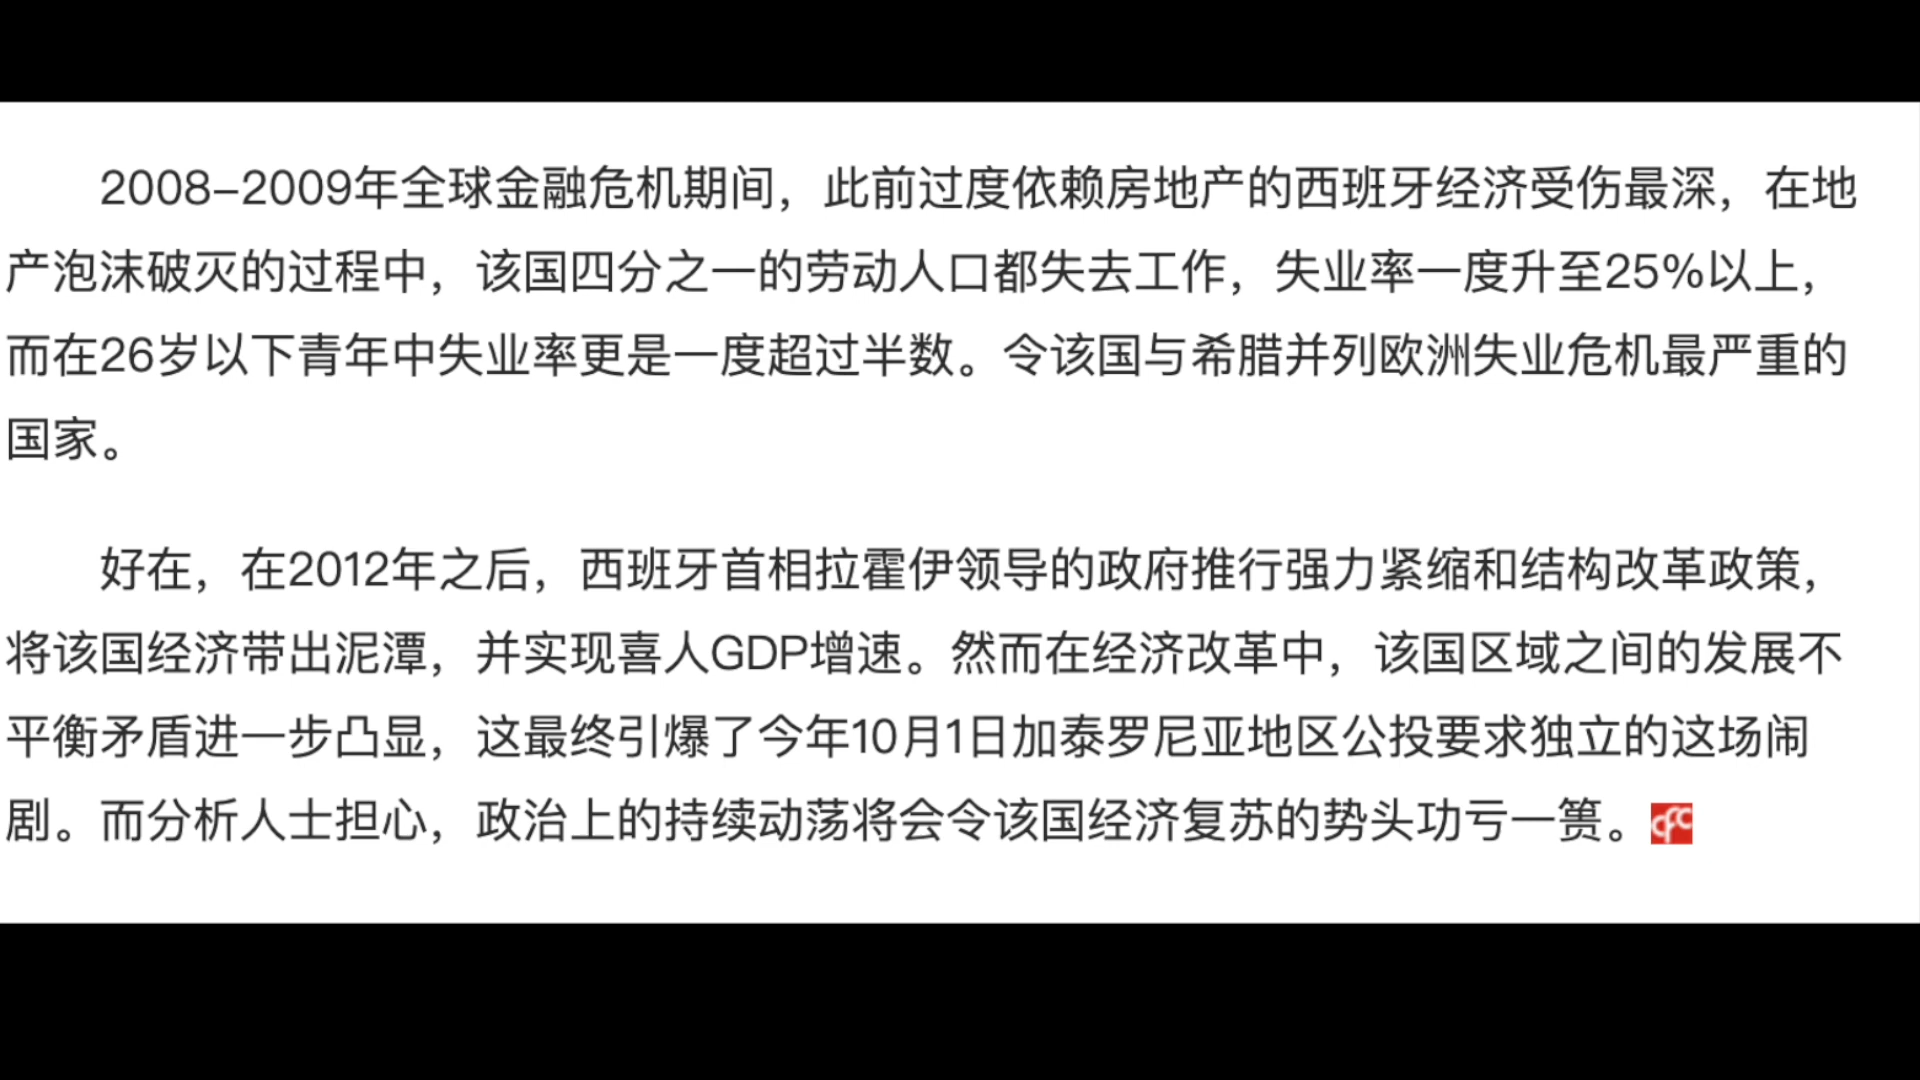 2008-2009年全球金融危机期间，此前过度依赖房地产的西班牙经济受伤最深，在地
产泡沫破灭的过程中，该国四分之一的劳动人口都失去工作，失业率一度升至25%以上，
而在26岁以下青年中失业率更是一度超过半数。令该国与希腊并列欧洲失业危机最严重的
国家。
好在，在2012年之后，西班牙首相拉霍伊领导的政府推行强力紧缩和结构改革政策，
将该国经济带出泥潭，并实现喜人GDP增速。然而在经济改革中，该国区域之间的发展不
平衡矛盾进一步凸显，这最终引爆了今年10月1日加泰罗尼亚地区公投要求独立的这场闹
剧。而分析人士担心，政治上的持续动荡将会令该国经济复苏的势头功亏一篑。cfc